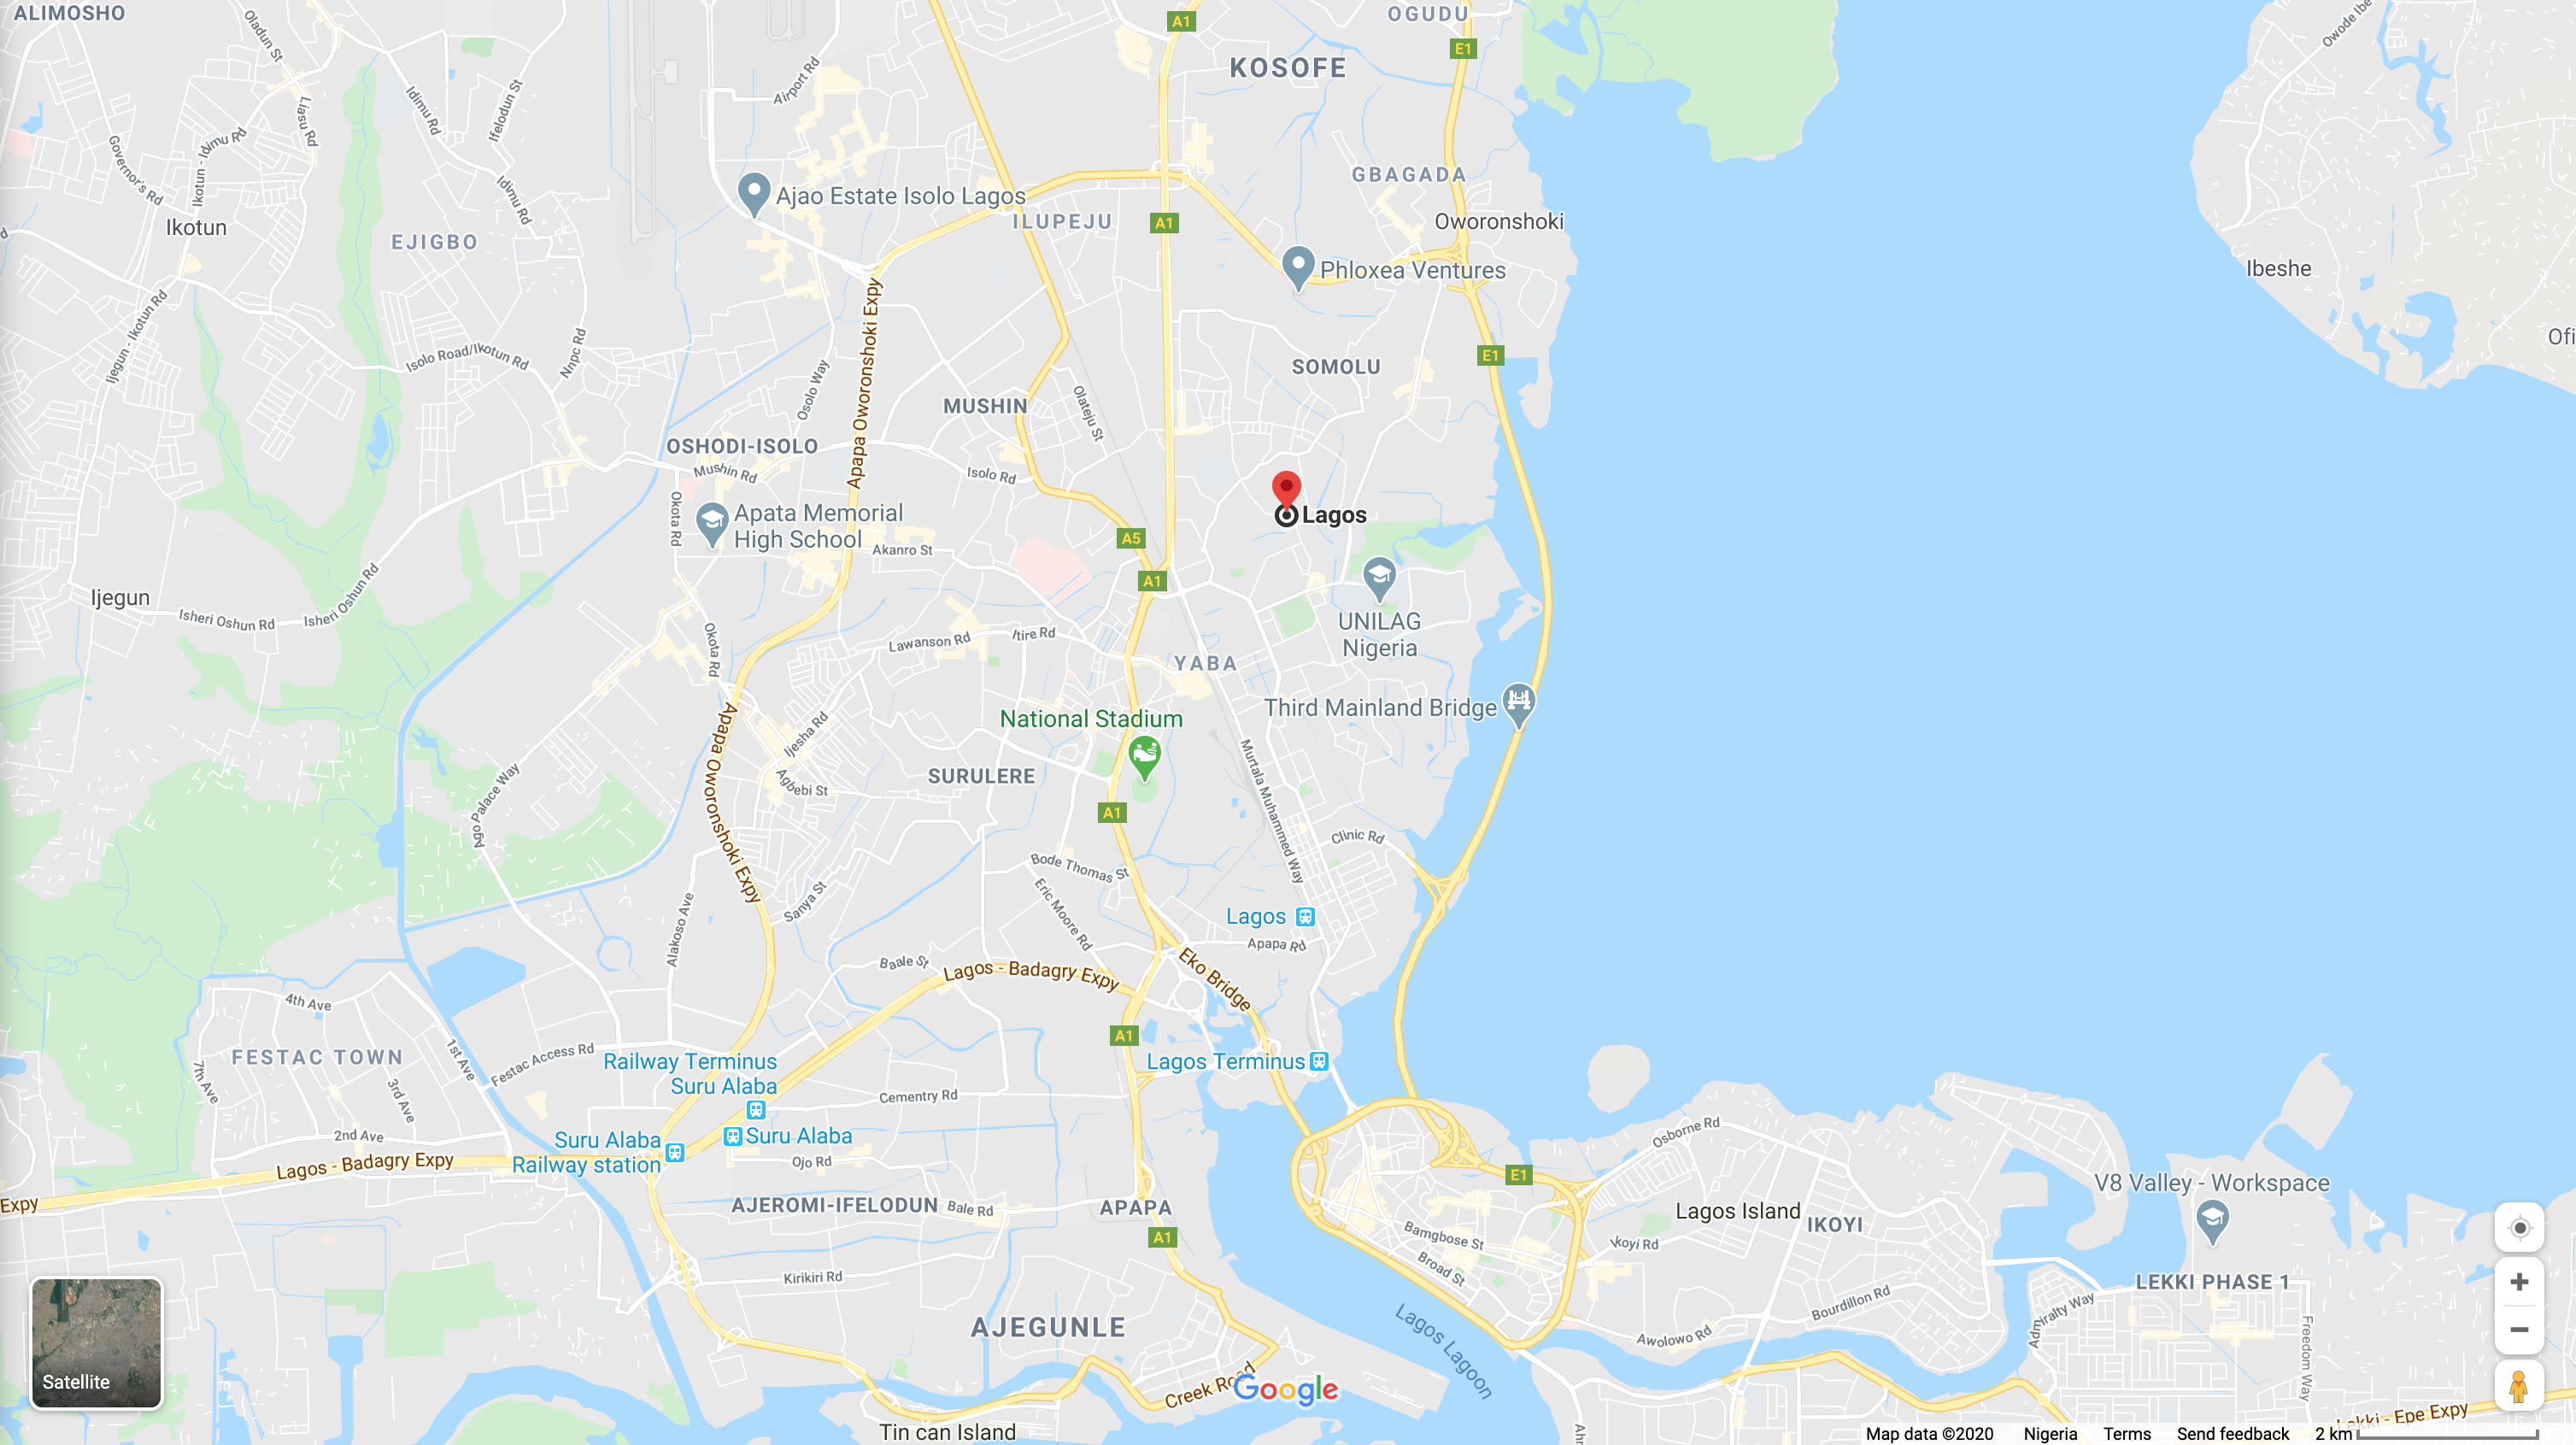 ALIMOSHO
Oladun St
Liasu Rd
Idimu Rd
Ifelodun St
Airport Rd
A1
KOSOFE
OGUDU
E1
Owode Ibe
Governor's Rd
Ikotun - Idimu Rd
Idimu Rd
Ikotun
EJIGBO
Ajao Estate Isolo Lagos
ILUPEJU
A1
GBAGADA
Oworonshoki
Phloxea Ventures
Ibeshe
Ofi
Ijegun - Ikotun Rd
Isolo Road/Ikotun Rd
Nnpc Rd
Osolo Way
Apapa Oworonshoki Expy
MUSHIN
Olateju St
SOMOLU
E1
OSHODI-ISOLO
Mushin Rd
Isolo Rd
Okota Rd
Apata Memorial
High School
Akanro St
A5
A1
Lagos
UNILAG
Nigeria
Ijegun
Isheri Oshun Rd
Isheri Oshun Rd
Okota Rd
Lawanson Rd
Itire Rd
YABA
Third Mainland Bridge
National Stadium
Apapa Oworonshoki Expy
Ijesha Rd
Agbebi St
SURULERE
A1
Murtala Muhammed Way
Ago Palace Way
Clinic Rd
Bode Thomas St
Eric Moore Rd
Sanya St
Alakoso Ave
Lagos
Apapa Rd
Baale St
Lagos - Badagry Expy
Eko Bridge
4th Ave
FESTAC TOWN
7th Ave
3rd Ave
1st Ave
Festac Access Rd
Railway Terminus
Suru Alaba
A1
Lagos Terminus
Cementry Rd
2nd Ave
Suru Alaba
Railway station
Suru Alaba
Ojo Rd
Lagos - Badagry Expy
Expy
AJEROMI-IFELODUN
Bale Rd
APAPA
A1
Kirikiri Rd
AJEGUNLE
Creek Road
Tin can Island
Osborne Rd
E1
Lagos Island
IKOYI
Ikoyi Rd
Bamgbose St
Broad St
Awolowo Rd
Bourdillon Rd
Lagos Lagoon
V8 Valley - Workspace
LEKKI PHASE 1
Admiralty Way
Freedom Way
Lekki - Epe Expy
Ahr
Satellite
Google
Map data ©2020 Nigeria Terms Send feedback 2 km